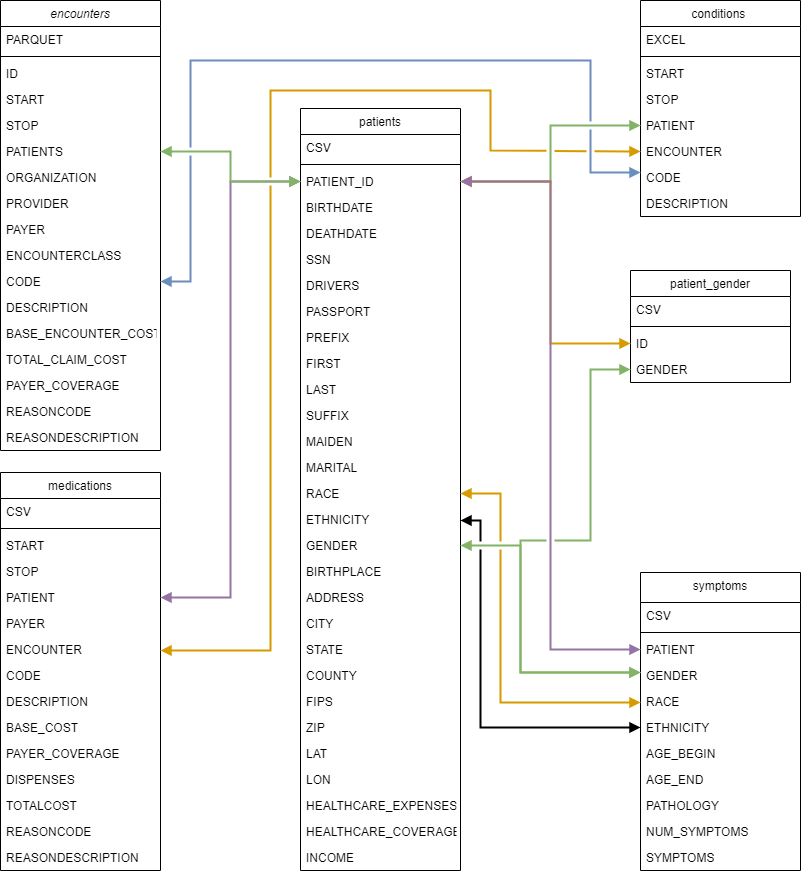 encounters
PARQUET
ID
START
STOP
PATIENTS
ORGANIZATION
PROVIDER
PAYER
ENCOUNTERCLASS
CODE
DESCRIPTION
BASE_ENCOUNTER_COST
TOTAL_CLAIM_COST
PAYER_COVERAGE
REASONCODE
REASONDESCRIPTION
medications
CSV
START
STOP
PATIENT
PAYER
ENCOUNTER
CODE
DESCRIPTION
BASE_COST
PAYER_COVERAGE
DISPENSES
TOTALCOST
REASONCODE
REASONDESCRIPTION
patients
CSV
PATIENT_ID
BIRTHDATE
DEATHDATE
SSN
DRIVERS
PASSPORT
PREFIX
FIRST
LAST
SUFFIX
MAIDEN
MARITAL
RACE
ETHNICITY
GENDER
BIRTHPLACE
ADDRESS
CITY
STATE
COUNTY
FIPS
ZIP
LAT
LON
HEALTHCARE_EXPENSES
HEALTHCARE_COVERAGE
INCOME
conditions
EXCEL
START
STOP
PATIENT
ENCOUNTER
CODE
DESCRIPTION
patient_gender
CSV
ID
GENDER
symptoms
CSV
PATIENT
GENDER
RACE
ETHNICITY
AGE_BEGIN
AGE_END
PATHOLOGY
NUM_SYMPTOMS
SYMPTOMS